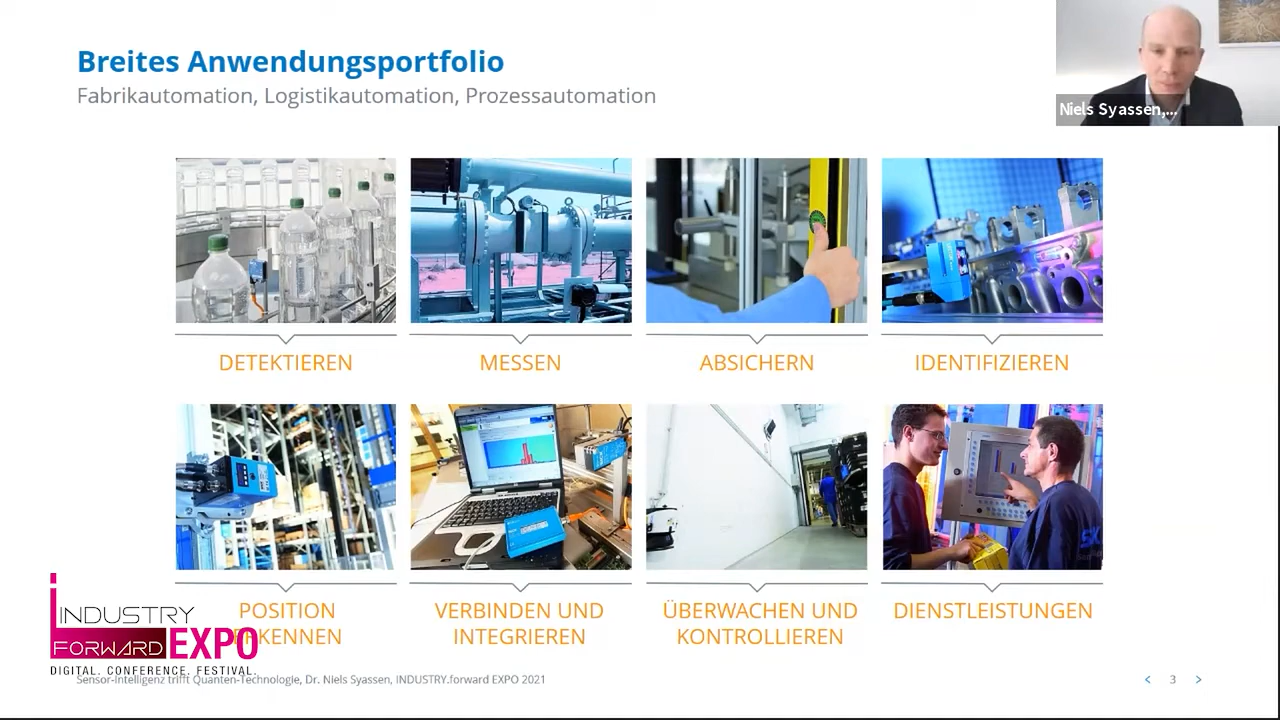 Breites Anwendungsportfolio
Fabrikautomation, Logistikautomation, Prozessautomation
Niels Syassen,...
DETEKTIEREN
MESSEN
ABSICHERN
IDENTIFIZIEREN
POSITION
ERKENNEN
VERBINDEN UND
INTEGRIEREN
ÜBERWACHEN UND
KONTROLLIEREN
DIENSTLEISTUNGEN
INDUSTRY
FORWARD EXPO
DIGITAL. CONFERENCE. FESTIVAL.
Sensor-Intelligenz trifft Quanten-Technologie, Dr. Niels Syassen, INDUSTRY.forward EXPO 2021
< 3 >